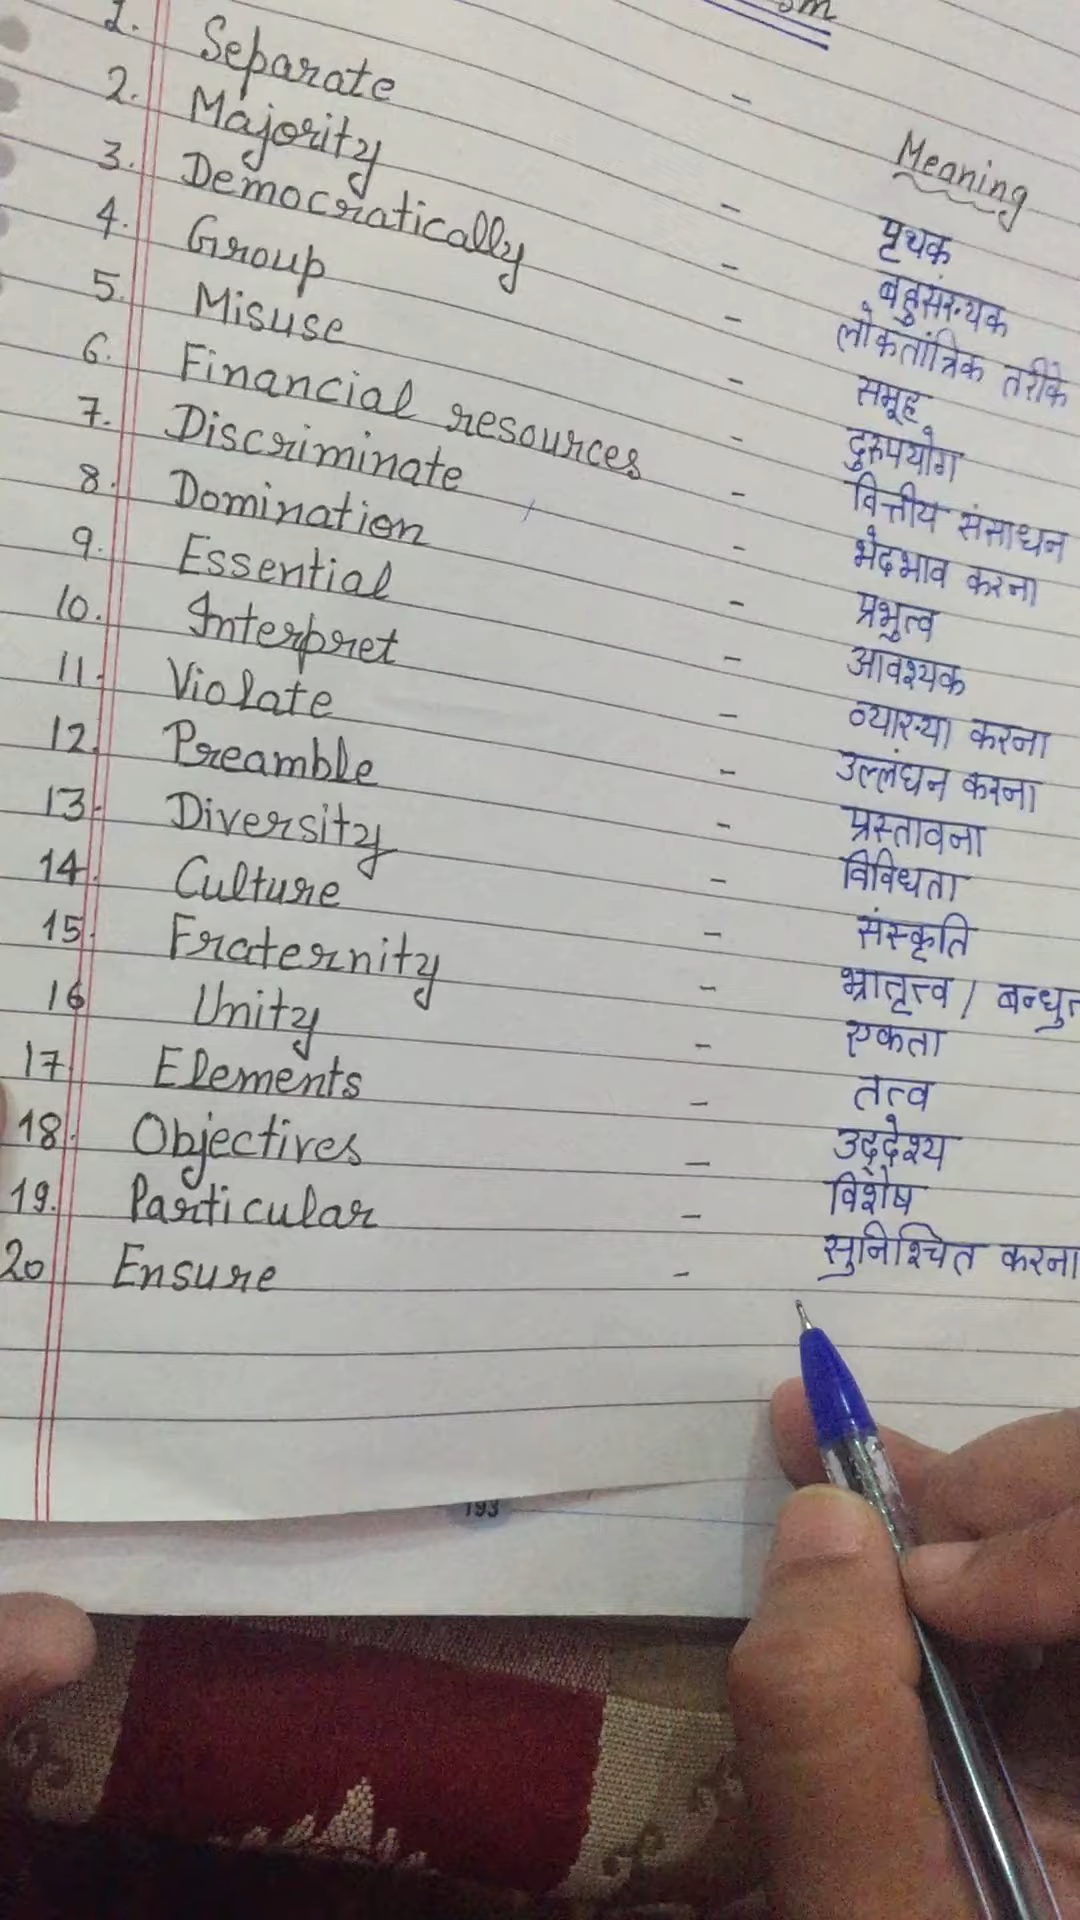 Meaning
1. Separate - पृथक
2. Majority - बहुसंख्यक
3. Democratically - लोकतांत्रिक तरीके
4. Group - समूह
5. Misuse - दुरुपयोग
6. Financial resources - वित्तीय संसाधन
7. Discriminate - भेदभाव करना
8. Domination - प्रभुत्व
9. Essential - आवश्यक
10. Interpret - व्याख्या करना
11. Violate - उल्लंघन करना
12. Preamble - प्रस्तावना
13. Diversity - विविधता
14. Culture - संस्कृति
15. Fraternity - भ्रातृत्व /
16 Unity - एकता
17 Elements - तत्व
18. Objectives - उद्देश्य
19. Particular - विशेष
20 Ensure - सुनिश्चित करना
193